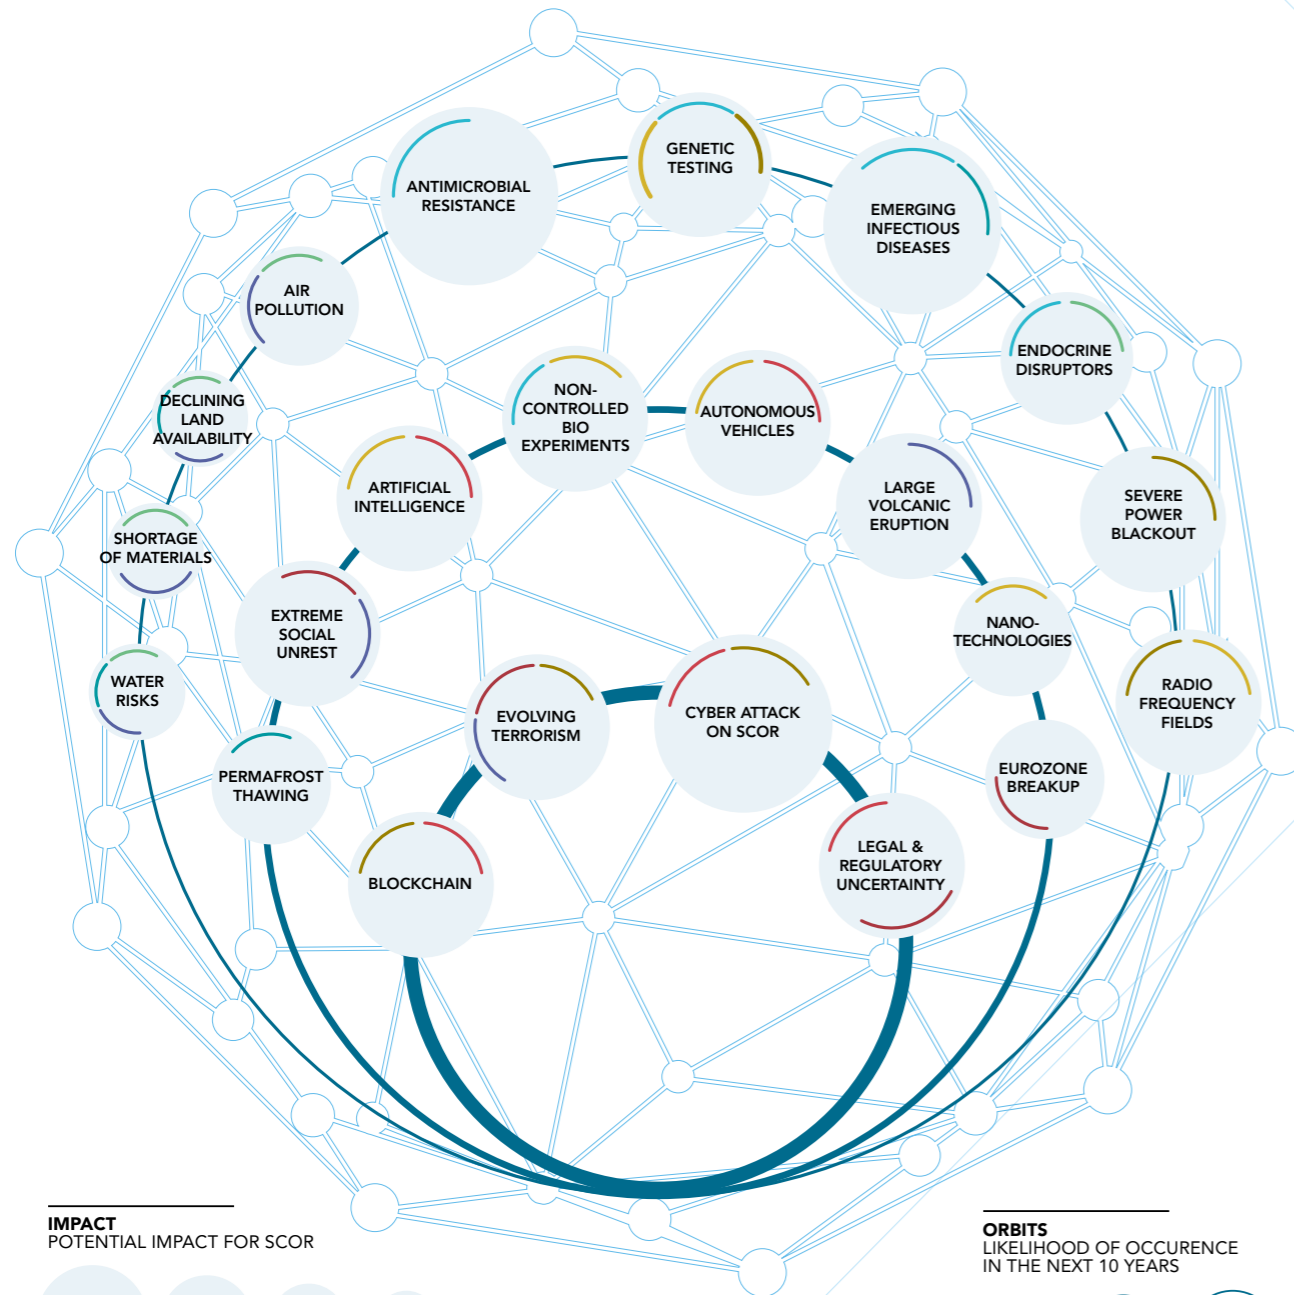 GENETIC
TESTING
ANTIMICROBIAL
RESISTANCE
EMERGING
INFECTIOUS
DISEASES
AIR
POLLUTION
ENDOCRINE
DISRUPTORS
DECLINING
LAND
AVAILABILITY
NON-
CONTROLLED
BIO
EXPERIMENTS
AUTONOMOUS
VEHICLES
ARTIFICIAL
INTELLIGENCE
LARGE
VOLCANIC
ERUPTION
SEVERE
POWER
BLACKOUT
SHORTAGE
OF MATERIALS
EXTREME
SOCIAL
UNREST
NANO-
TECHNOLOGIES
WATER
RISKS
RADIO
FREQUENCY
FIELDS
EVOLVING
TERRORISM
CYBER ATTACK
ON SCOR
PERMAFROST
THAWING
EUROZONE
BREAKUP
BLOCKCHAIN
LEGAL &
REGULATORY
UNCERTAINTY
IMPACT
POTENTIAL IMPACT FOR SCOR
ORBITS
LIKELIHOOD OF OCCURENCE
IN THE NEXT 10 YEARS